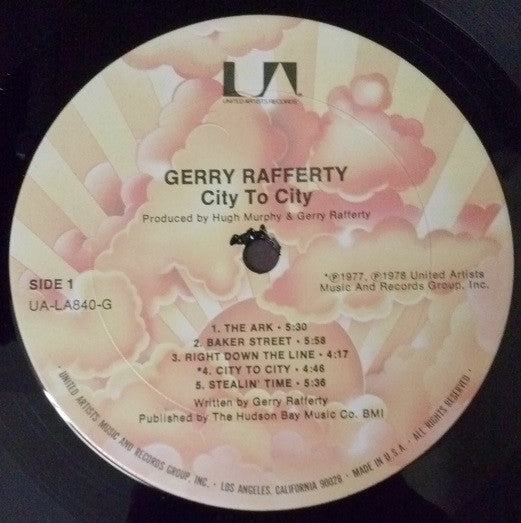 UA
UNITED ARTISTS RECORDS
GERRY RAFFERTY
City To City
Produced by Hugh Murphy & Gerry Rafferty
SIDE 1
UA-LA840-G
*℗1977, ℗1978 United Artists
Music And Records Group, Inc.
1. THE ARK • 5:30
2. BAKER STREET • 5:58
3. RIGHT DOWN THE LINE • 4:17
*4. CITY TO CITY • 4:46
5. STEALIN' TIME • 5:36
Written by Gerry Rafferty
Published by The Hudson Bay Music Co. BMI
• UNITED ARTISTS MUSIC AND RECORDS GROUP, INC. • LOS ANGELES, CALIFORNIA 90028 • MADE IN U.S.A. • ALL RIGHTS RESERVED •